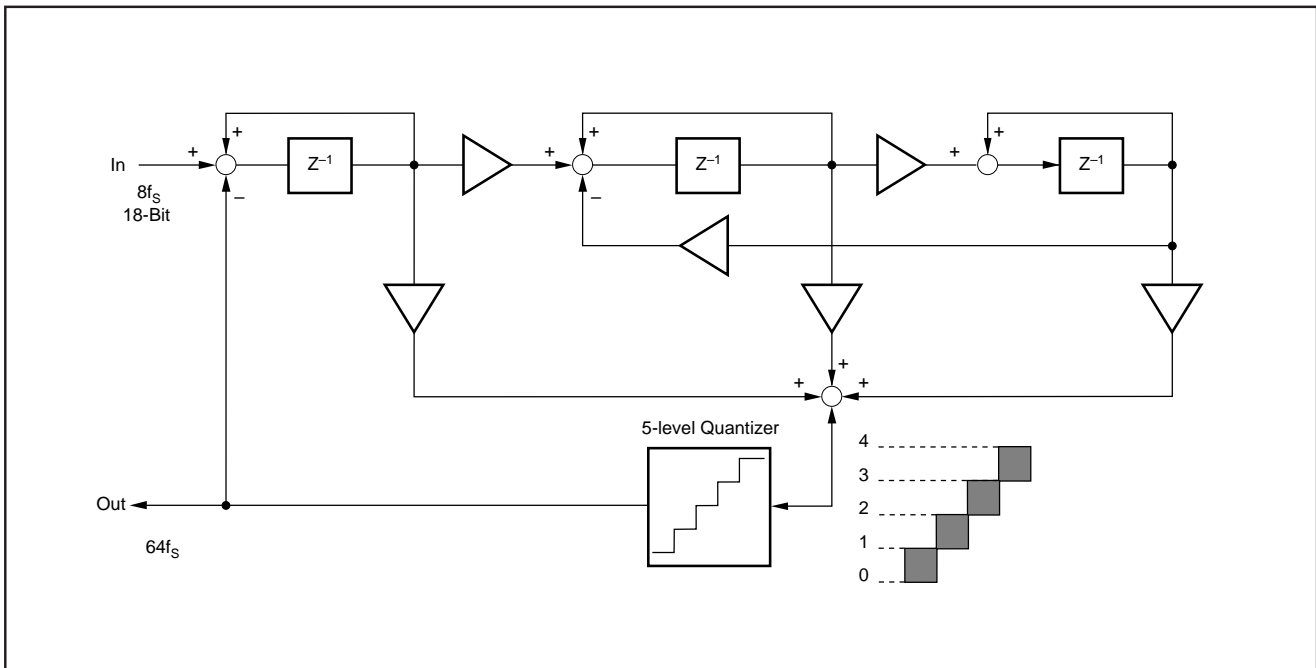 +
+
+
In
+
Z⁻¹
+
Z⁻¹
+
Z⁻¹
–
–
8fS
18-Bit
+
+
+
5-level Quantizer
4
3
2
1
0
Out
64fS